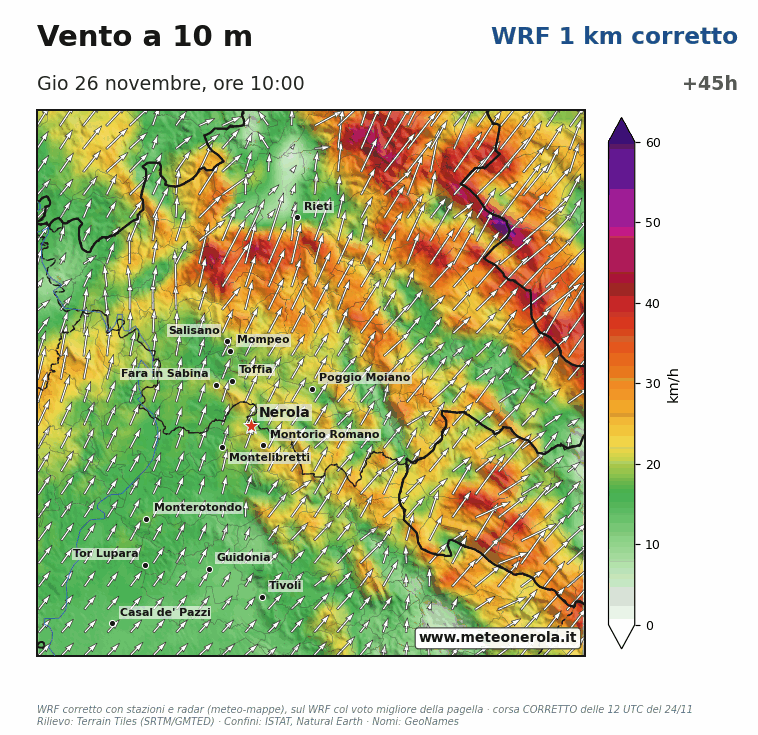 Vento a 10 m
WRF 1 km corretto
Gio 26 novembre, ore 10:00
+45h
Rieti
Salisano
Mompeo
Fara in Sabina
Toffia
Poggio Moiano
Nerola
Montorio Romano
Montelibretti
Monterotondo
Tor Lupara
Guidonia
Tivoli
Casal de' Pazzi
www.meteonerola.it
60
50
40
30
20
10
0
km/h
WRF corretto con stazioni e radar (meteo-mappe), sul WRF col voto migliore della pagella · corsa CORRETTO delle 12 UTC del 24/11
Rilievo: Terrain Tiles (SRTM/GMTED) · Confini: ISTAT, Natural Earth · Nomi: GeoNames